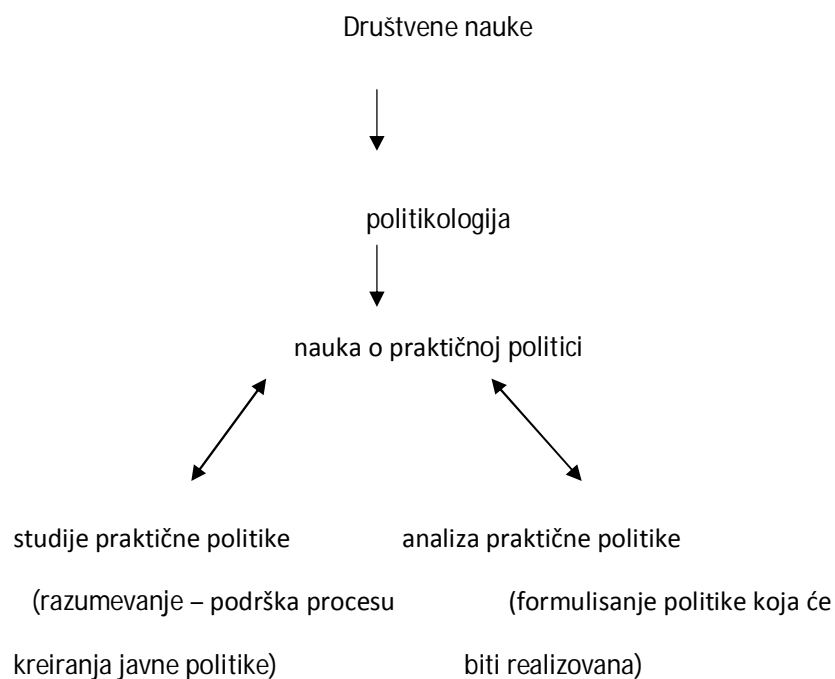 Društvene nauke
politikologija
nauka o praktičnoj politici
studije praktične politike analiza praktične politike
(razumevanje – podrška procesu (formulisanje politike koja će
kreiranja javne politike) biti realizovana)